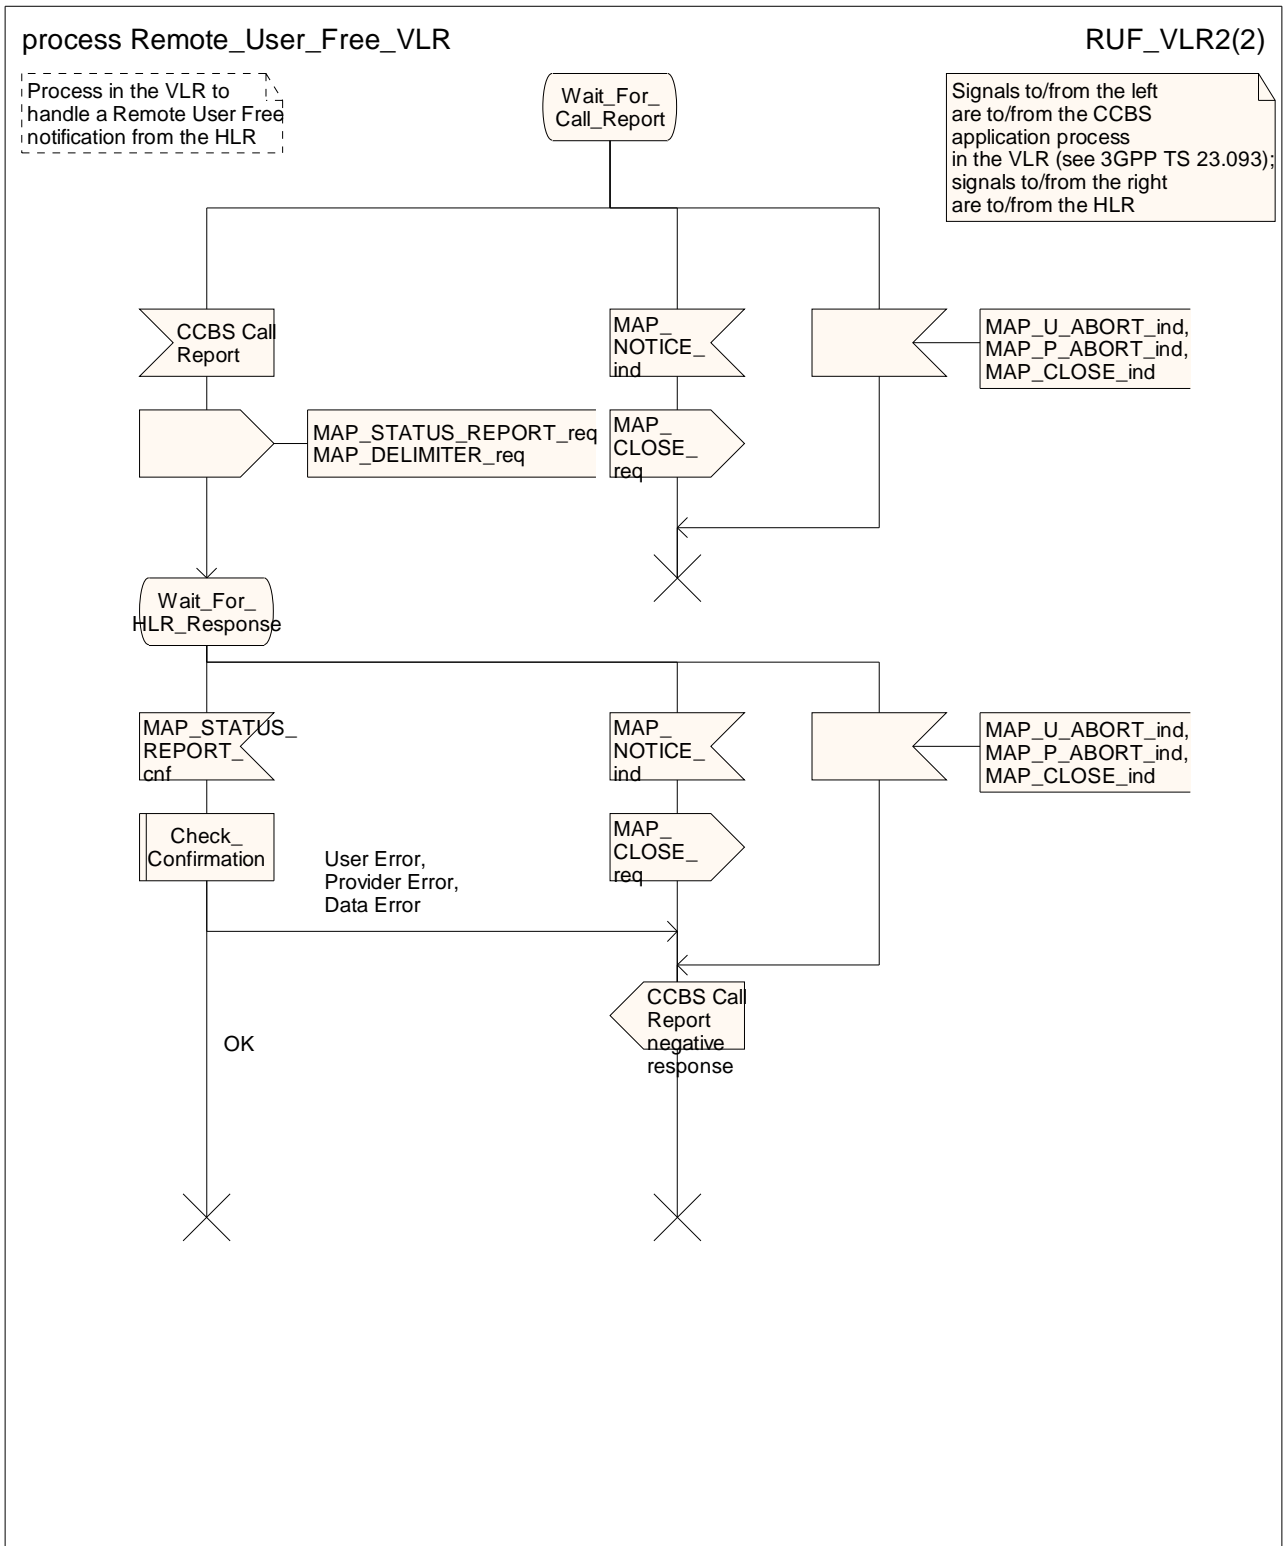 process Remote_User_Free_VLR
RUF_VLR2(2)
Process in the VLR to
handle a Remote User Free
notification from the HLR
Wait_For_
Call_Report
Signals to/from the left
are to/from the CCBS
application process
in the VLR (see 3GPP TS 23.093);
signals to/from the right
are to/from the HLR
CCBS Call
Report
MAP_
NOTICE_
ind
MAP_U_ABORT_ind,
MAP_P_ABORT_ind,
MAP_CLOSE_ind
MAP_STATUS_REPORT_req
MAP_DELIMITER_req
MAP_
CLOSE_
req
Wait_For_
HLR_Response
MAP_STATUS_
REPORT_
cnf
MAP_
NOTICE_
ind
MAP_U_ABORT_ind,
MAP_P_ABORT_ind,
MAP_CLOSE_ind
Check_
Confirmation
User Error,
Provider Error,
Data Error
MAP_
CLOSE_
req
CCBS Call
Report
negative
response
OK